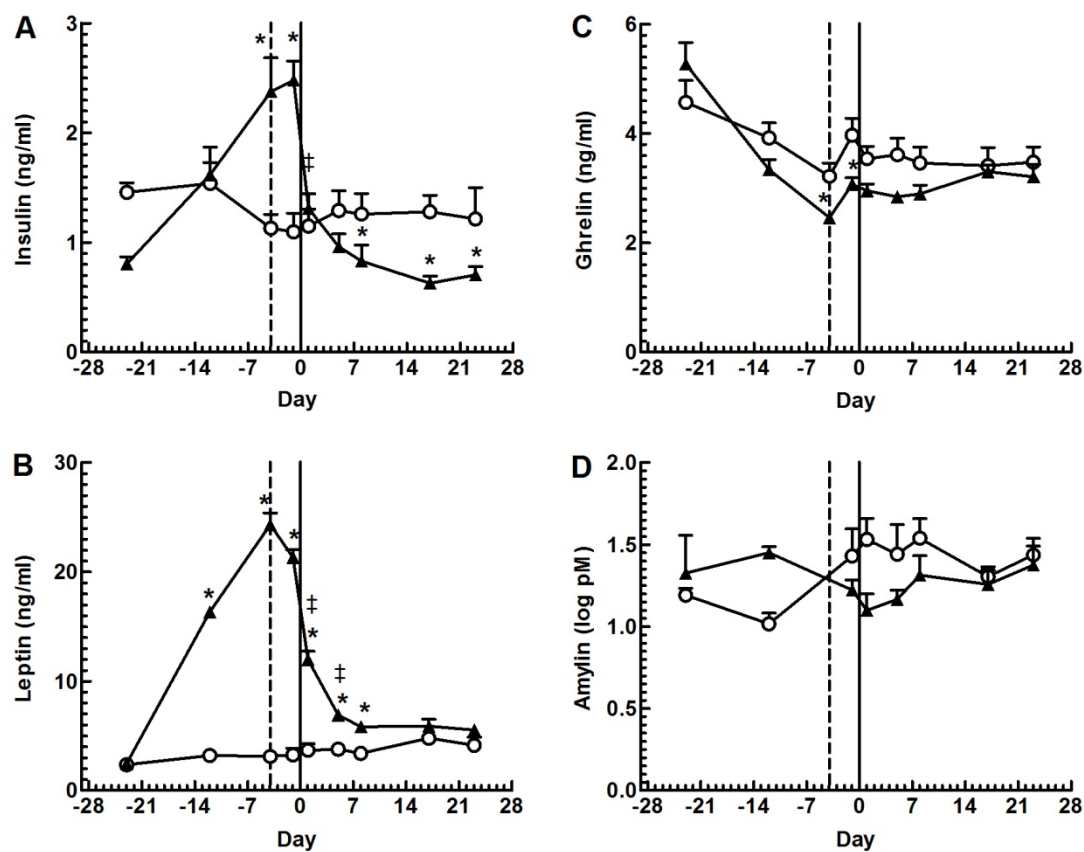 A
Insulin (ng/ml)
3
2
1
0
* *
‡
* * *
-28 -21 -14 -7 0 7 14 21 28
Day
C
Ghrelin (ng/ml)
6
4
2
0
* *
-28 -21 -14 -7 0 7 14 21 28
Day
B
Leptin (ng/ml)
30
20
10
0
* * *
‡ ‡
* * *
-28 -21 -14 -7 0 7 14 21 28
Day
D
Amylin (log pM)
2.0
1.5
1.0
0.5
0.0
-28 -21 -14 -7 0 7 14 21 28
Day